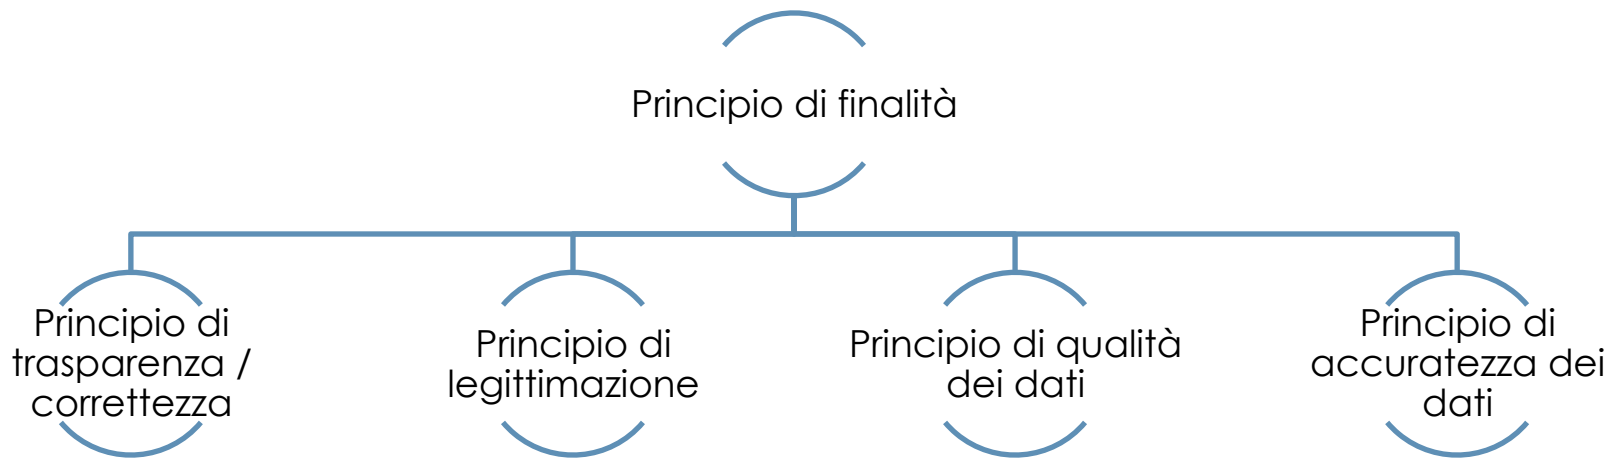 Principio di finalità
Principio di
trasparenza /
correttezza
Principio di
legittimazione
Principio di qualità
dei dati
Principio di
accuratezza dei
dati